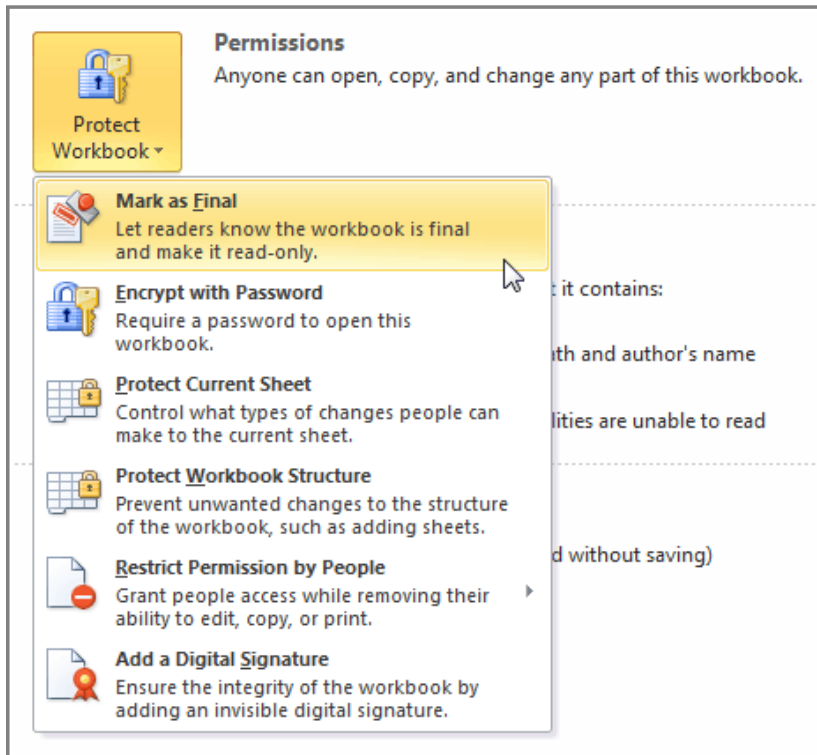 Permissions
Anyone can open, copy, and change any part of this workbook.
Protect
Workbook
Mark as Final
Let readers know the workbook is final
and make it read-only.
Encrypt with Password
Require a password to open this
workbook.
Protect Current Sheet
Control what types of changes people can
make to the current sheet.
Protect Workbook Structure
Prevent unwanted changes to the structure
of the workbook, such as adding sheets.
Restrict Permission by People
Grant people access while removing their
ability to edit, copy, or print.
Add a Digital Signature
Ensure the integrity of the workbook by
adding an invisible digital signature.
it contains:
and author's name
are unable to read
without saving)